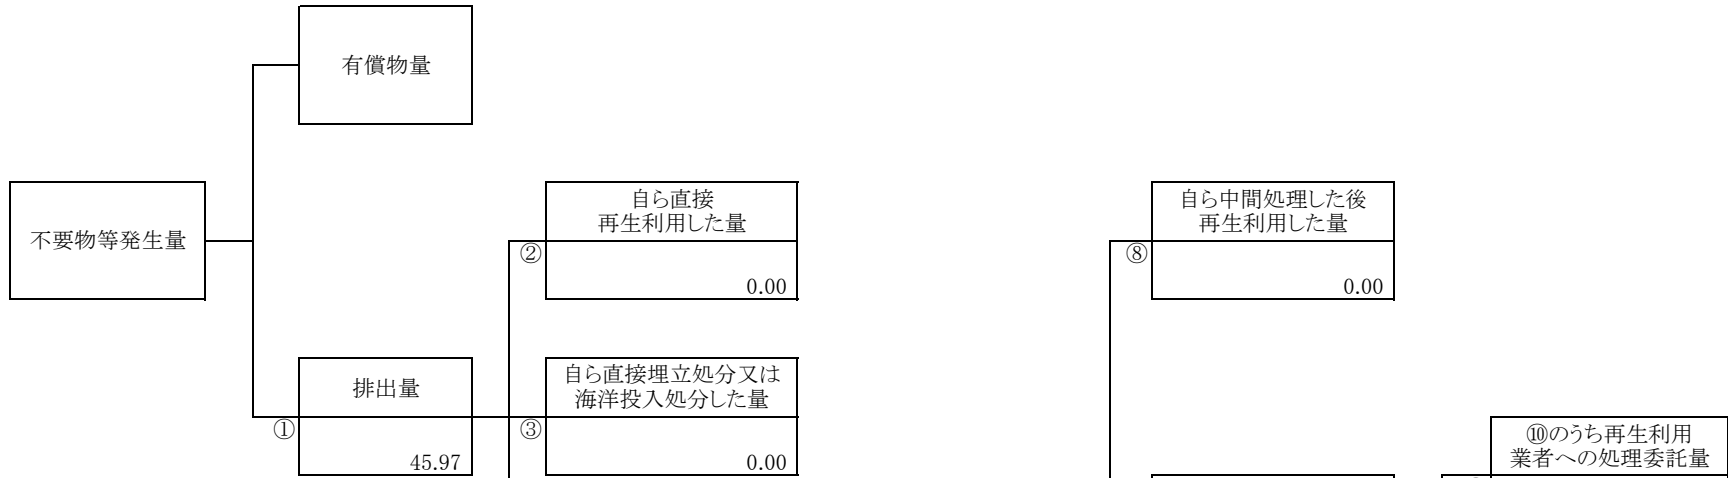 有償物量
不要物等発生量
自ら直接
再生利用した量
②
0.00
自ら中間処理した後
再生利用した量
⑧
0.00
排出量
①
45.97
自ら直接埋立処分又は
海洋投入処分した量
③
0.00
⑩のうち再生利用
業者への処理委託量